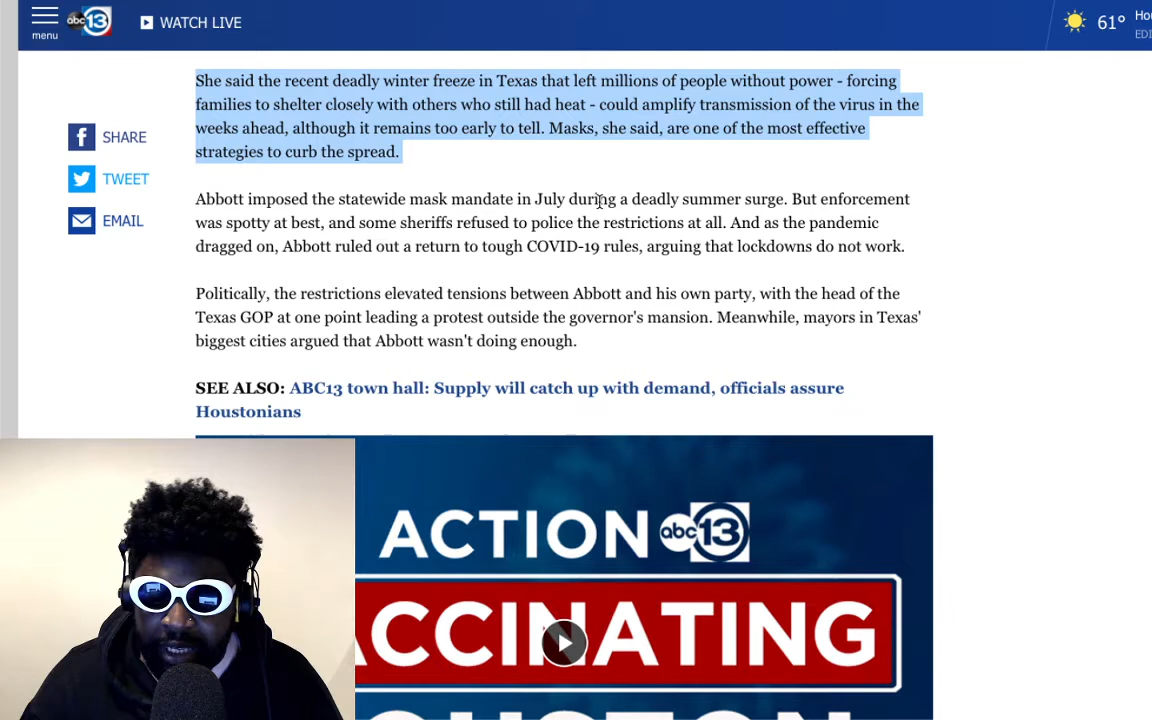 menu
abc 13
WATCH LIVE
61°
Hou
EDI
She said the recent deadly winter freeze in Texas that left millions of people without power - forcing
families to shelter closely with others who still had heat - could amplify transmission of the virus in the
weeks ahead, although it remains too early to tell. Masks, she said, are one of the most effective
strategies to curb the spread.
SHARE
TWEET
EMAIL
Abbott imposed the statewide mask mandate in July during a deadly summer surge. But enforcement
was spotty at best, and some sheriffs refused to police the restrictions at all. And as the pandemic
dragged on, Abbott ruled out a return to tough COVID-19 rules, arguing that lockdowns do not work.
Politically, the restrictions elevated tensions between Abbott and his own party, with the head of the
Texas GOP at one point leading a protest outside the governor's mansion. Meanwhile, mayors in Texas'
biggest cities argued that Abbott wasn't doing enough.
SEE ALSO: ABC13 town hall: Supply will catch up with demand, officials assure
Houstonians
ACTION abc 13
ACCINATING
HOUSTON